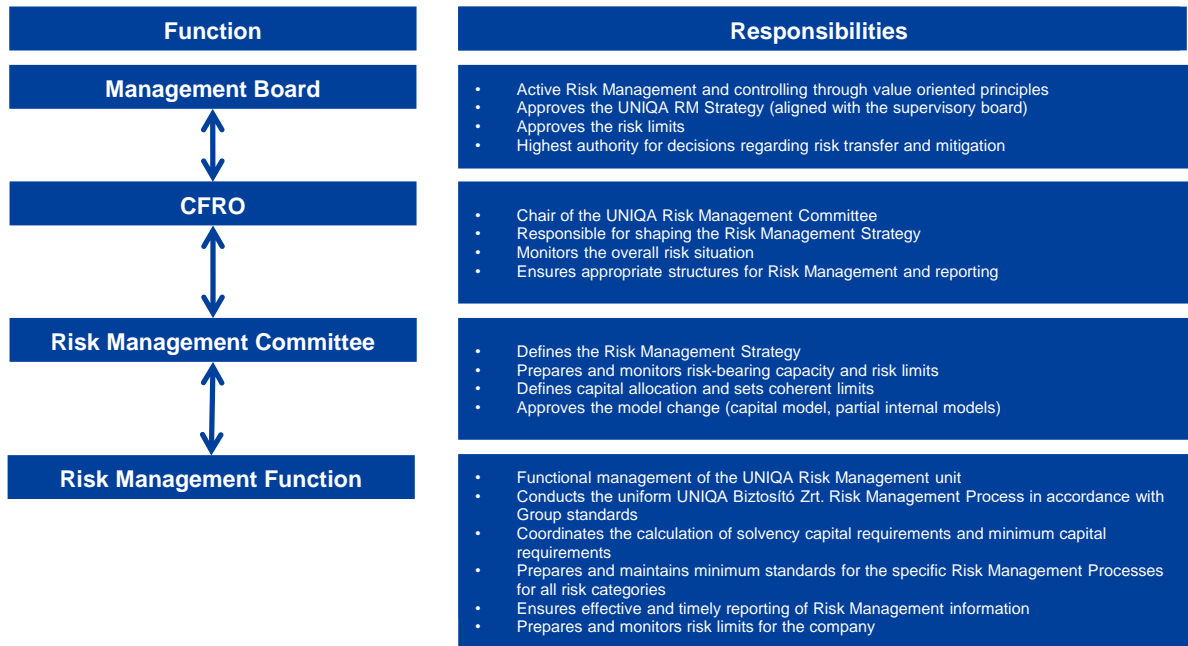 Function
Responsibilities
Management Board
• Active Risk Management and controlling through value oriented principles
• Approves the UNIQA RM Strategy (aligned with the supervisory board)
• Approves the risk limits
• Highest authority for decisions regarding risk transfer and mitigation
CFRO
• Chair of the UNIQA Risk Management Committee
• Responsible for shaping the Risk Management Strategy
• Monitors the overall risk situation
• Ensures appropriate structures for Risk Management and reporting
Risk Management Committee
• Defines the Risk Management Strategy
• Prepares and monitors risk-bearing capacity and risk limits
• Defines capital allocation and sets coherent limits
• Approves the model change (capital model, partial internal models)
Risk Management Function
• Functional management of the UNIQA Risk Management unit
• Conducts the uniform UNIQA Biztosító Zrt. Risk Management Process in accordance with
Group standards
• Coordinates the calculation of solvency capital requirements and minimum capital
requirements
• Prepares and maintains minimum standards for the specific Risk Management Processes
for all risk categories
• Ensures effective and timely reporting of Risk Management information
• Prepares and monitors risk limits for the company